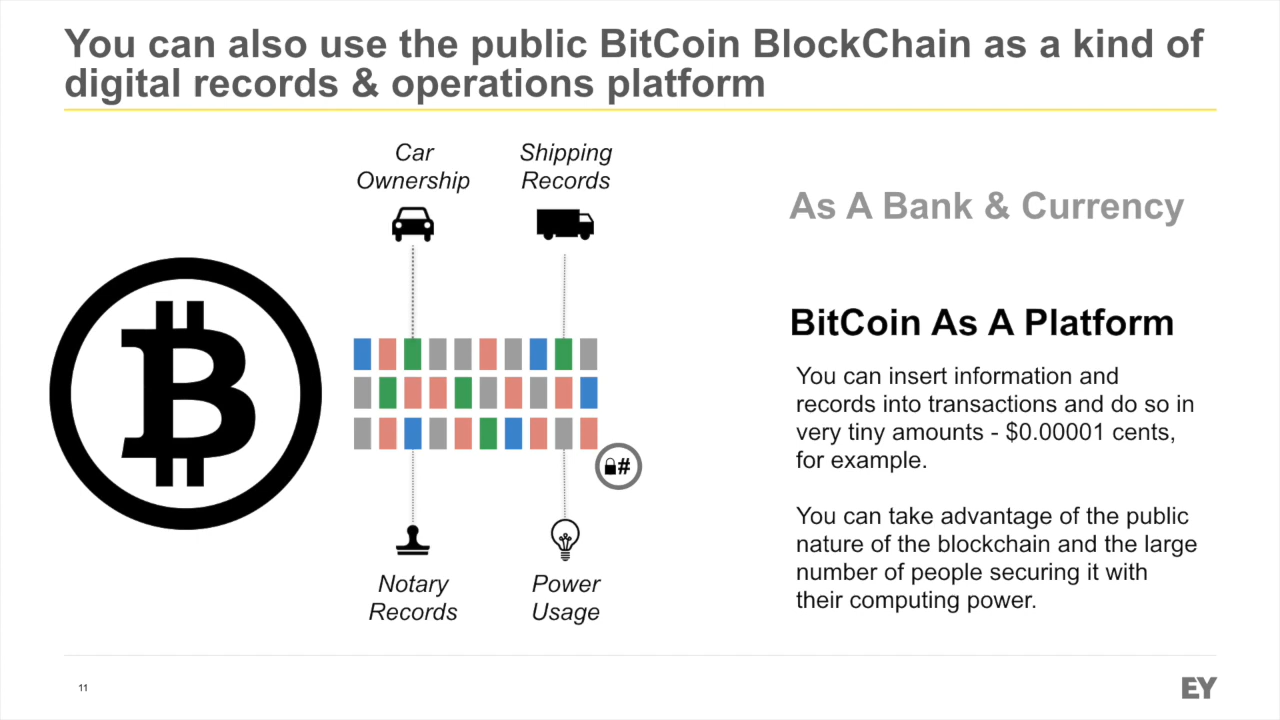 You can also use the public BitCoin BlockChain as a kind of
digital records & operations platform
Car
Ownership
Shipping
Records
As A Bank & Currency
BitCoin As A Platform
You can insert information and
records into transactions and do so in
very tiny amounts - $0.00001 cents,
for example.
You can take advantage of the public
nature of the blockchain and the large
number of people securing it with
their computing power.
#
Notary
Records
Power
Usage
11
EY